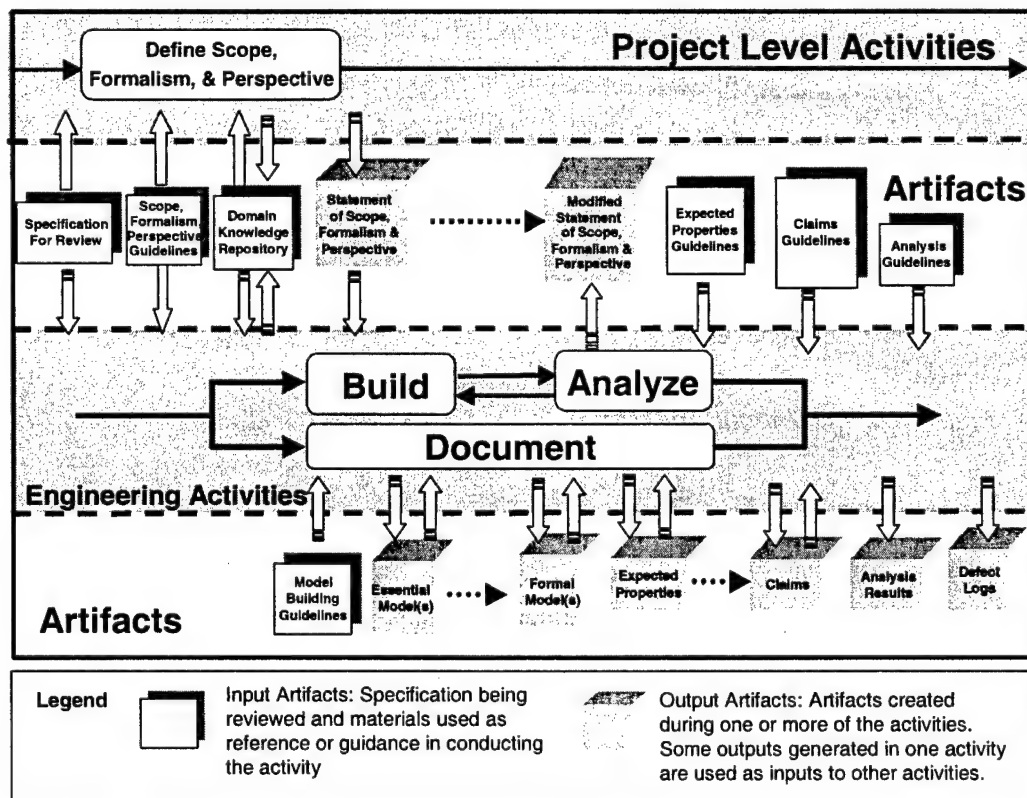 Define Scope,
Formalism, & Perspective
Project Level Activities
Specification
For Review
Scope,
Formalism,
Perspective
Guidelines
Domain
Knowledge
Repository
Statement
of Scope,
Formalism &
Perspective
Modified
Statement
of Scope,
Formalism &
Perspective
Expected
Properties
Guidelines
Claims
Guidelines
Artifacts
Analysis
Guidelines
Build
Analyze
Document
Engineering Activities
Model
Building
Guidelines
Essential
Model(s)
Formal
Model(s)
Expected
Properties
Claims
Analysis
Results
Defect
Logs
Artifacts
Legend
Input Artifacts: Specification being
reviewed and materials used as
reference or guidance in conducting
the activity
Output Artifacts: Artifacts created
during one or more of the activities.
Some outputs generated in one activity
are used as inputs to other activities.